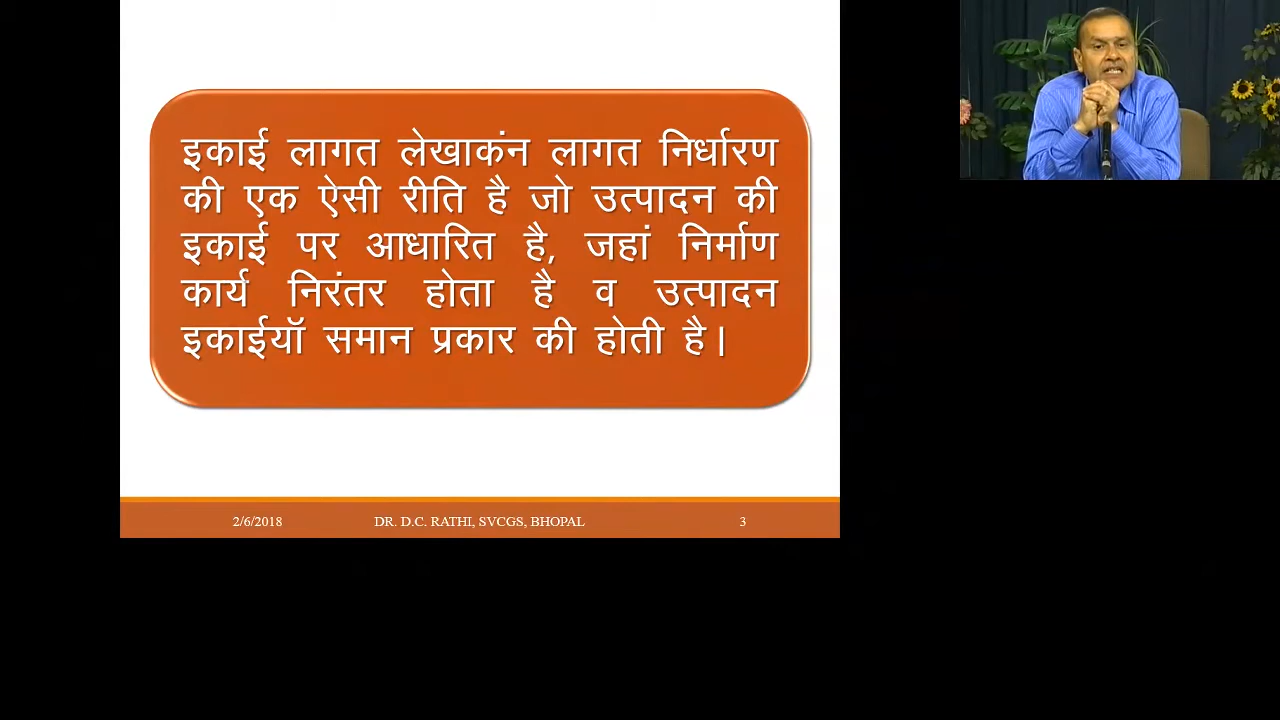 इकाई लागत लेखाकंन लागत निर्धारण
की एक ऐसी रीति है जो उत्पादन की
इकाई पर आधारित है, जहां निर्माण
कार्य निरंतर होता है व उत्पादन
इकाईयॉ समान प्रकार की होती है।
2/6/2018 DR. D.C. RATHI, SVCGS, BHOPAL 3